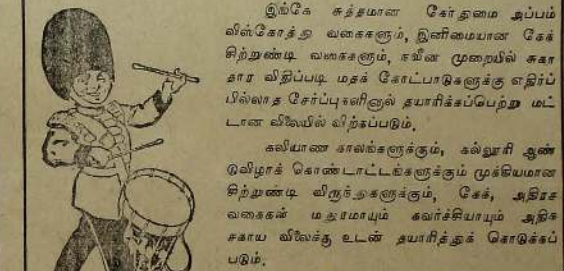 இங்கே சுத்தமான கோதுமை அப்பம்
விஸ்கோத்து வகைகளும், இனிமையான கேக்
சிற்றுண்டி வகைகளும், நவீன முறையில் சுகா
தார விதிப்படி மதக் கோட்பாடுகளுக்கு எதிர்ப்
பில்லாத சேர்ப்புகளினால் தயாரிக்கப்பெற்று மட்
டான விலையில் விற்கப்படும்.
கலியாண காலங்களுக்கும், கல்லூரி ஆண்
டுவிழாக் கொண்டாட்டங்களுக்கும் முக்கியமான
சிற்றுண்டி விருந்துகளுக்கும், கேக், அதிரச
வகைகள் மதுரமாயும் கவர்ச்சியாயும் அதிக
சகாய விலைக்கு உடன் தயாரித்துக் கொடுக்கப்
படும்.